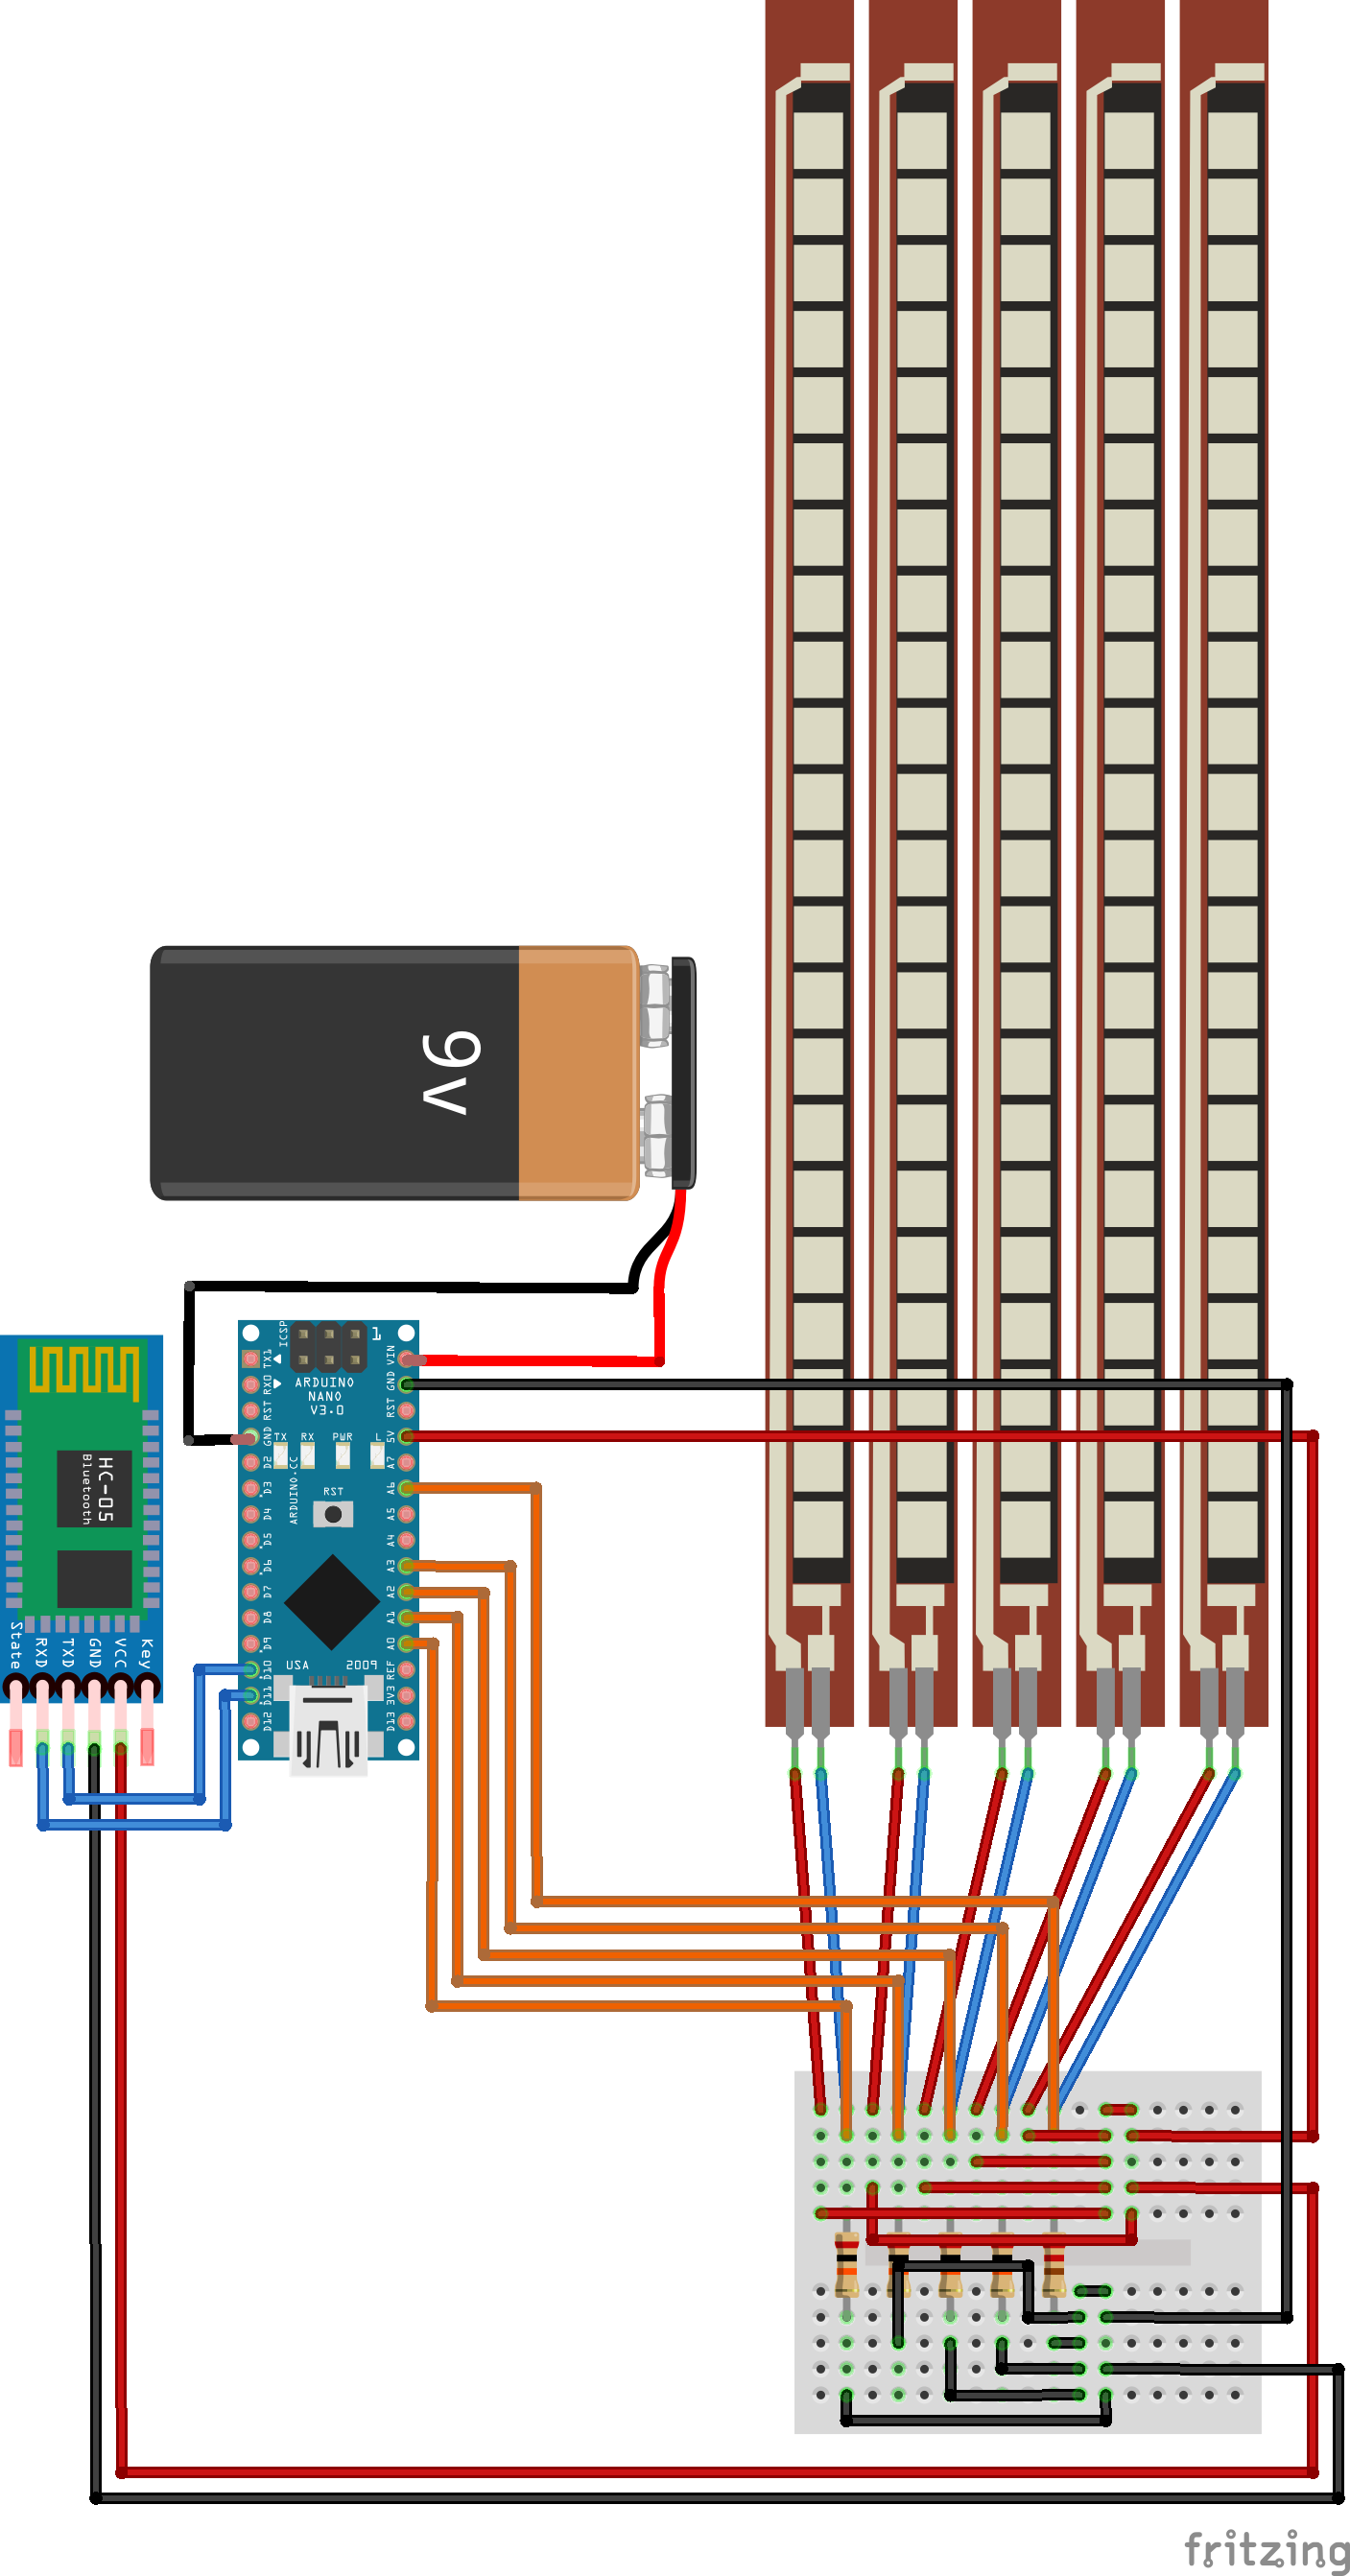 9v
ICSP
1
ARDUINO
NANO
V3.0
TX
RX
PWR
L
RST
ARDUINO.CC
USA
2009
TX1
RX0
RST
GND
D2
D3
D4
D5
D6
D7
D8
D9
D10
D11
D12
VIN
GND
RST
5V
A7
A6
A5
A4
A3
A2
A1
A0
REF
3V3
D13
HC-05
Bluetooth
State
RXD
TXD
GND
VCC
Key
fritzing